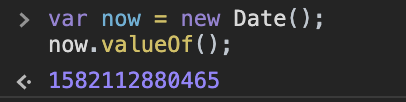 > var now = new Date();
now.valueOf();
<· 1582112880465